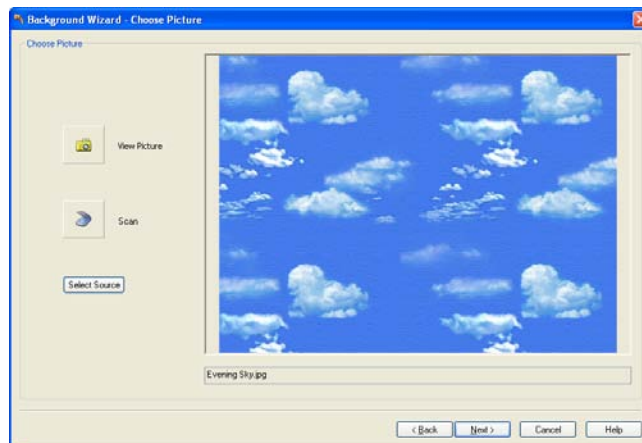 Background Wizard - Choose Picture
Choose Picture
View Picture
Scan
Select Source
Evening Sky.jpg
< Back
Next >
Cancel
Help